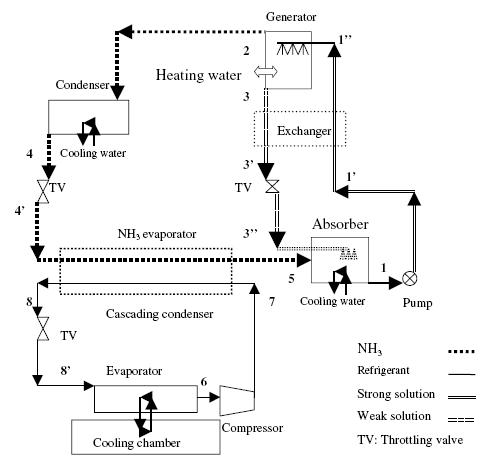 Generator
1’’
2
Heating water
Condenser
3
Exchanger
4
Cooling water
3’
TV
TV
1’
4’
3’’
Absorber
NH3 evaporator
5
1
Cooling water
Pump
8
7
Cascading condenser
TV
8’
Evaporator
6
Compressor
Cooling chamber
NH3
Refrigerant
Strong solution
Weak solution
TV: Throttling valve